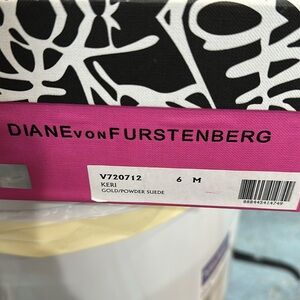 DIANE VON FURSTENBERG
V720712 6 M
KERI
GOLD/POWDER SUEDE